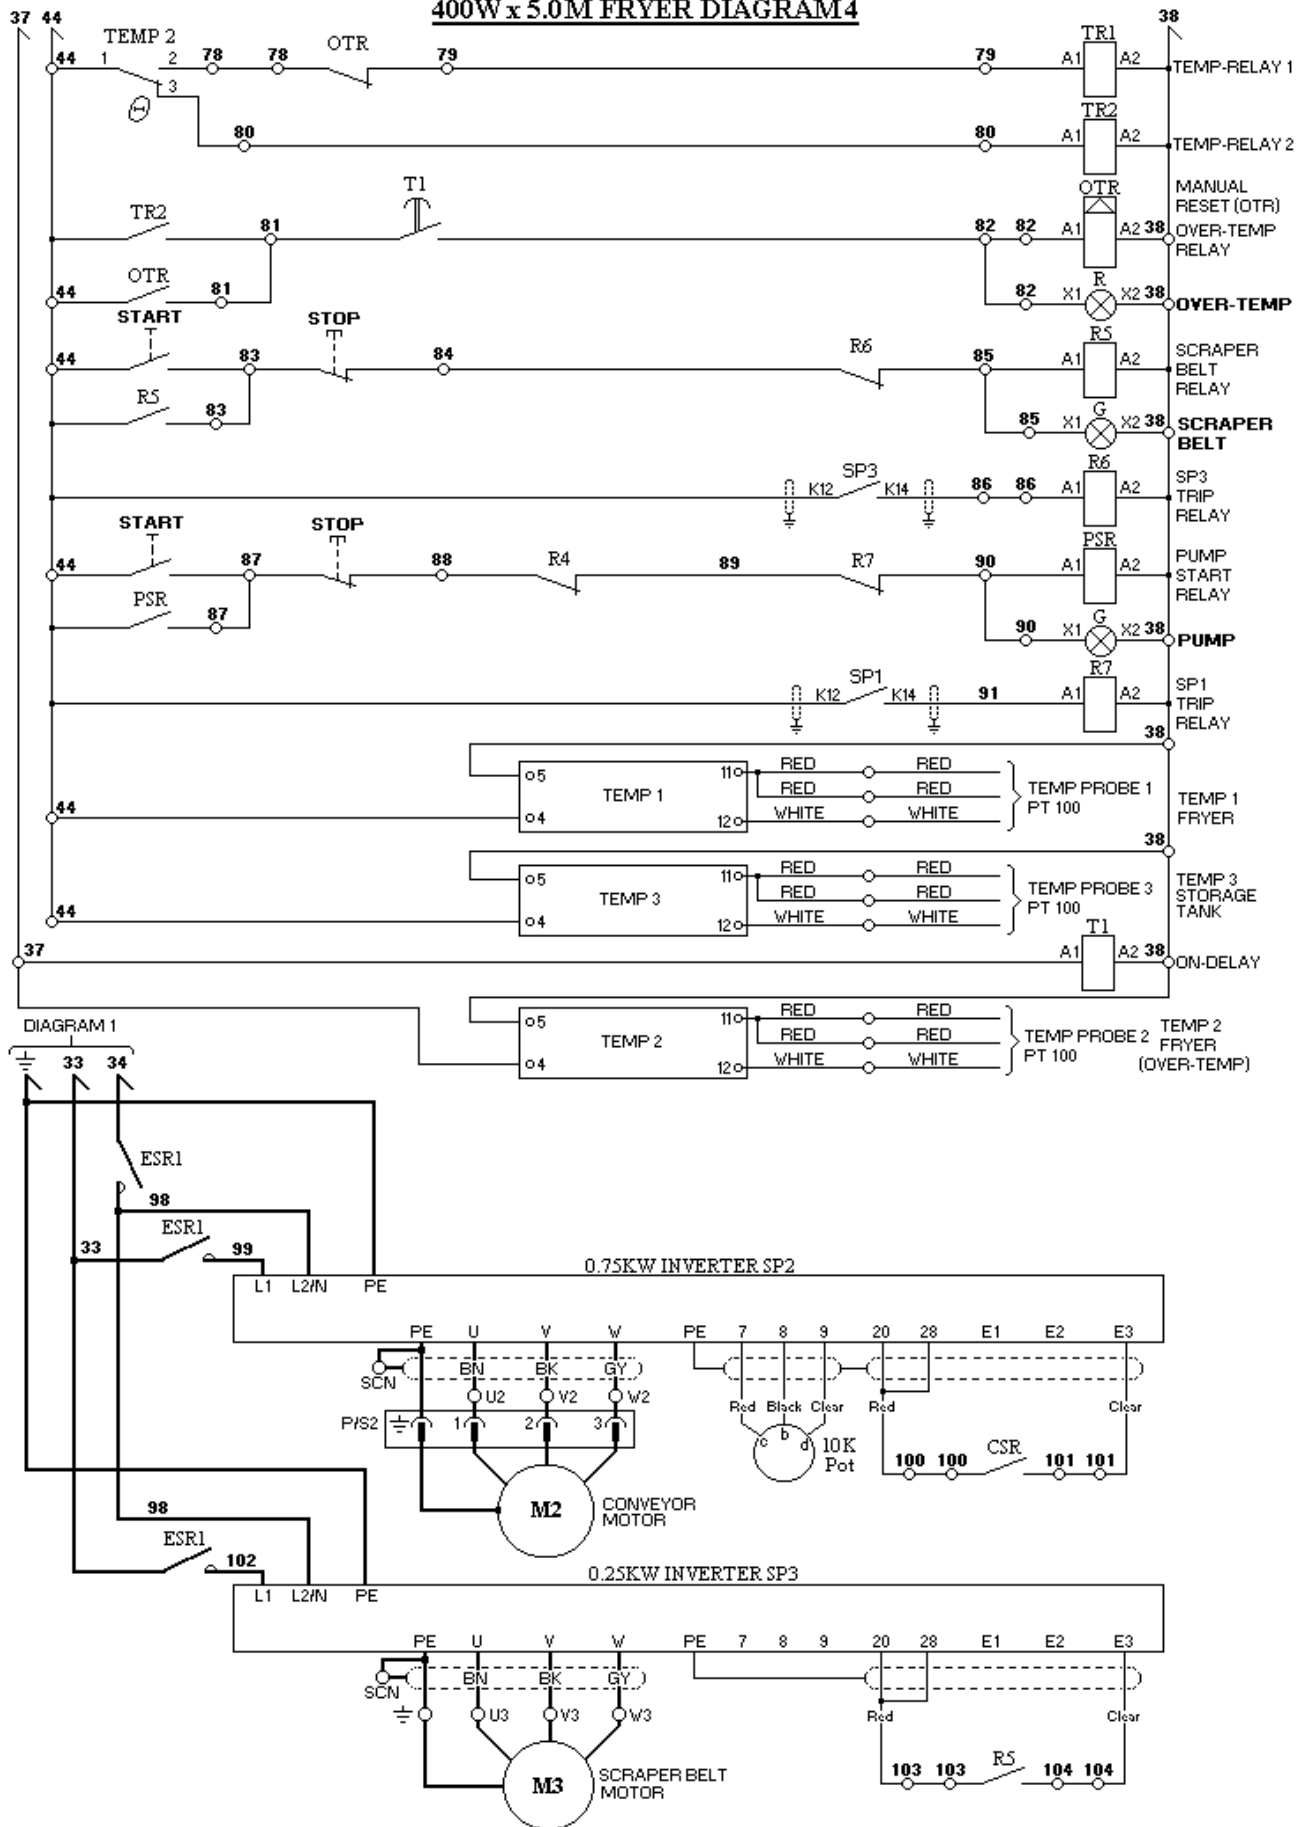 400W x 5.0M FRYER DIAGRAM 4
37 44 38
TEMP 2 OTR TR1
44 1 2 78 78 79 79 A1 A2 TEMP-RELAY 1
3
Θ
TR2
80 80 A1 A2 TEMP-RELAY 2
T1 OTR MANUAL
RESET (OTR)
TR2 81 82 82 A1 A2 38 OVER-TEMP
RELAY
OTR R
44 81 82 X1 X2 38 OVER-TEMP
START STOP R5
44 83 84 R6 85 A1 A2 SCRAPER
BELT
RELAY
R5 83 G
85 X1 X2 38 SCRAPER
BELT
R6
SP3 SP3
K12 K14 86 86 A1 A2 TRIP
RELAY
START STOP PSR
44 87 88 R4 89 R7 90 A1 A2 PUMP
START
RELAY
PSR 87 G
90 X1 X2 38 PUMP
R7
SP1 SP1
K12 K14 91 A1 A2 TRIP
RELAY
38
5 11 RED RED
TEMP 1 RED RED TEMP PROBE 1
PT 100
44 4 12 WHITE WHITE
TEMP 1
FRYER
38
5 11 RED RED
TEMP 3 RED RED TEMP PROBE 3
PT 100
44 4 12 WHITE WHITE
TEMP 3
STORAGE
TANK
T1
37 A1 A2 38 ON-DELAY
5 11 RED RED
TEMP 2 RED RED TEMP PROBE 2
PT 100
4 12 WHITE WHITE
TEMP 2
FRYER
(OVER-TEMP)
DIAGRAM 1
33 34
ESR1
98
ESR1
33 99
0.75KW INVERTER SP2
L1 L2/N PE
PE U V W PE 7 8 9 20 28 E1 E2 E3
SCN BN BK GY
U2 V2 W2 Red Black Clear Red Clear
P/S2 1 2 3 c b d 10K
Pot
100 100 CSR 101 101
M2 CONVEYOR
MOTOR
98
ESR1
102
0.25KW INVERTER SP3
L1 L2/N PE
PE U V W PE 7 8 9 20 28 E1 E2 E3
SCN BN BK GY
U3 V3 W3 Red Clear
103 103 R5 104 104
M3 SCRAPER BELT
MOTOR